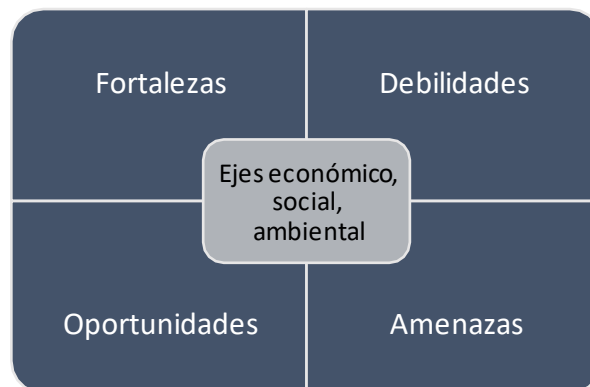 Fortalezas
Debilidades
Ejes económico,
social,
ambiental
Oportunidades
Amenazas